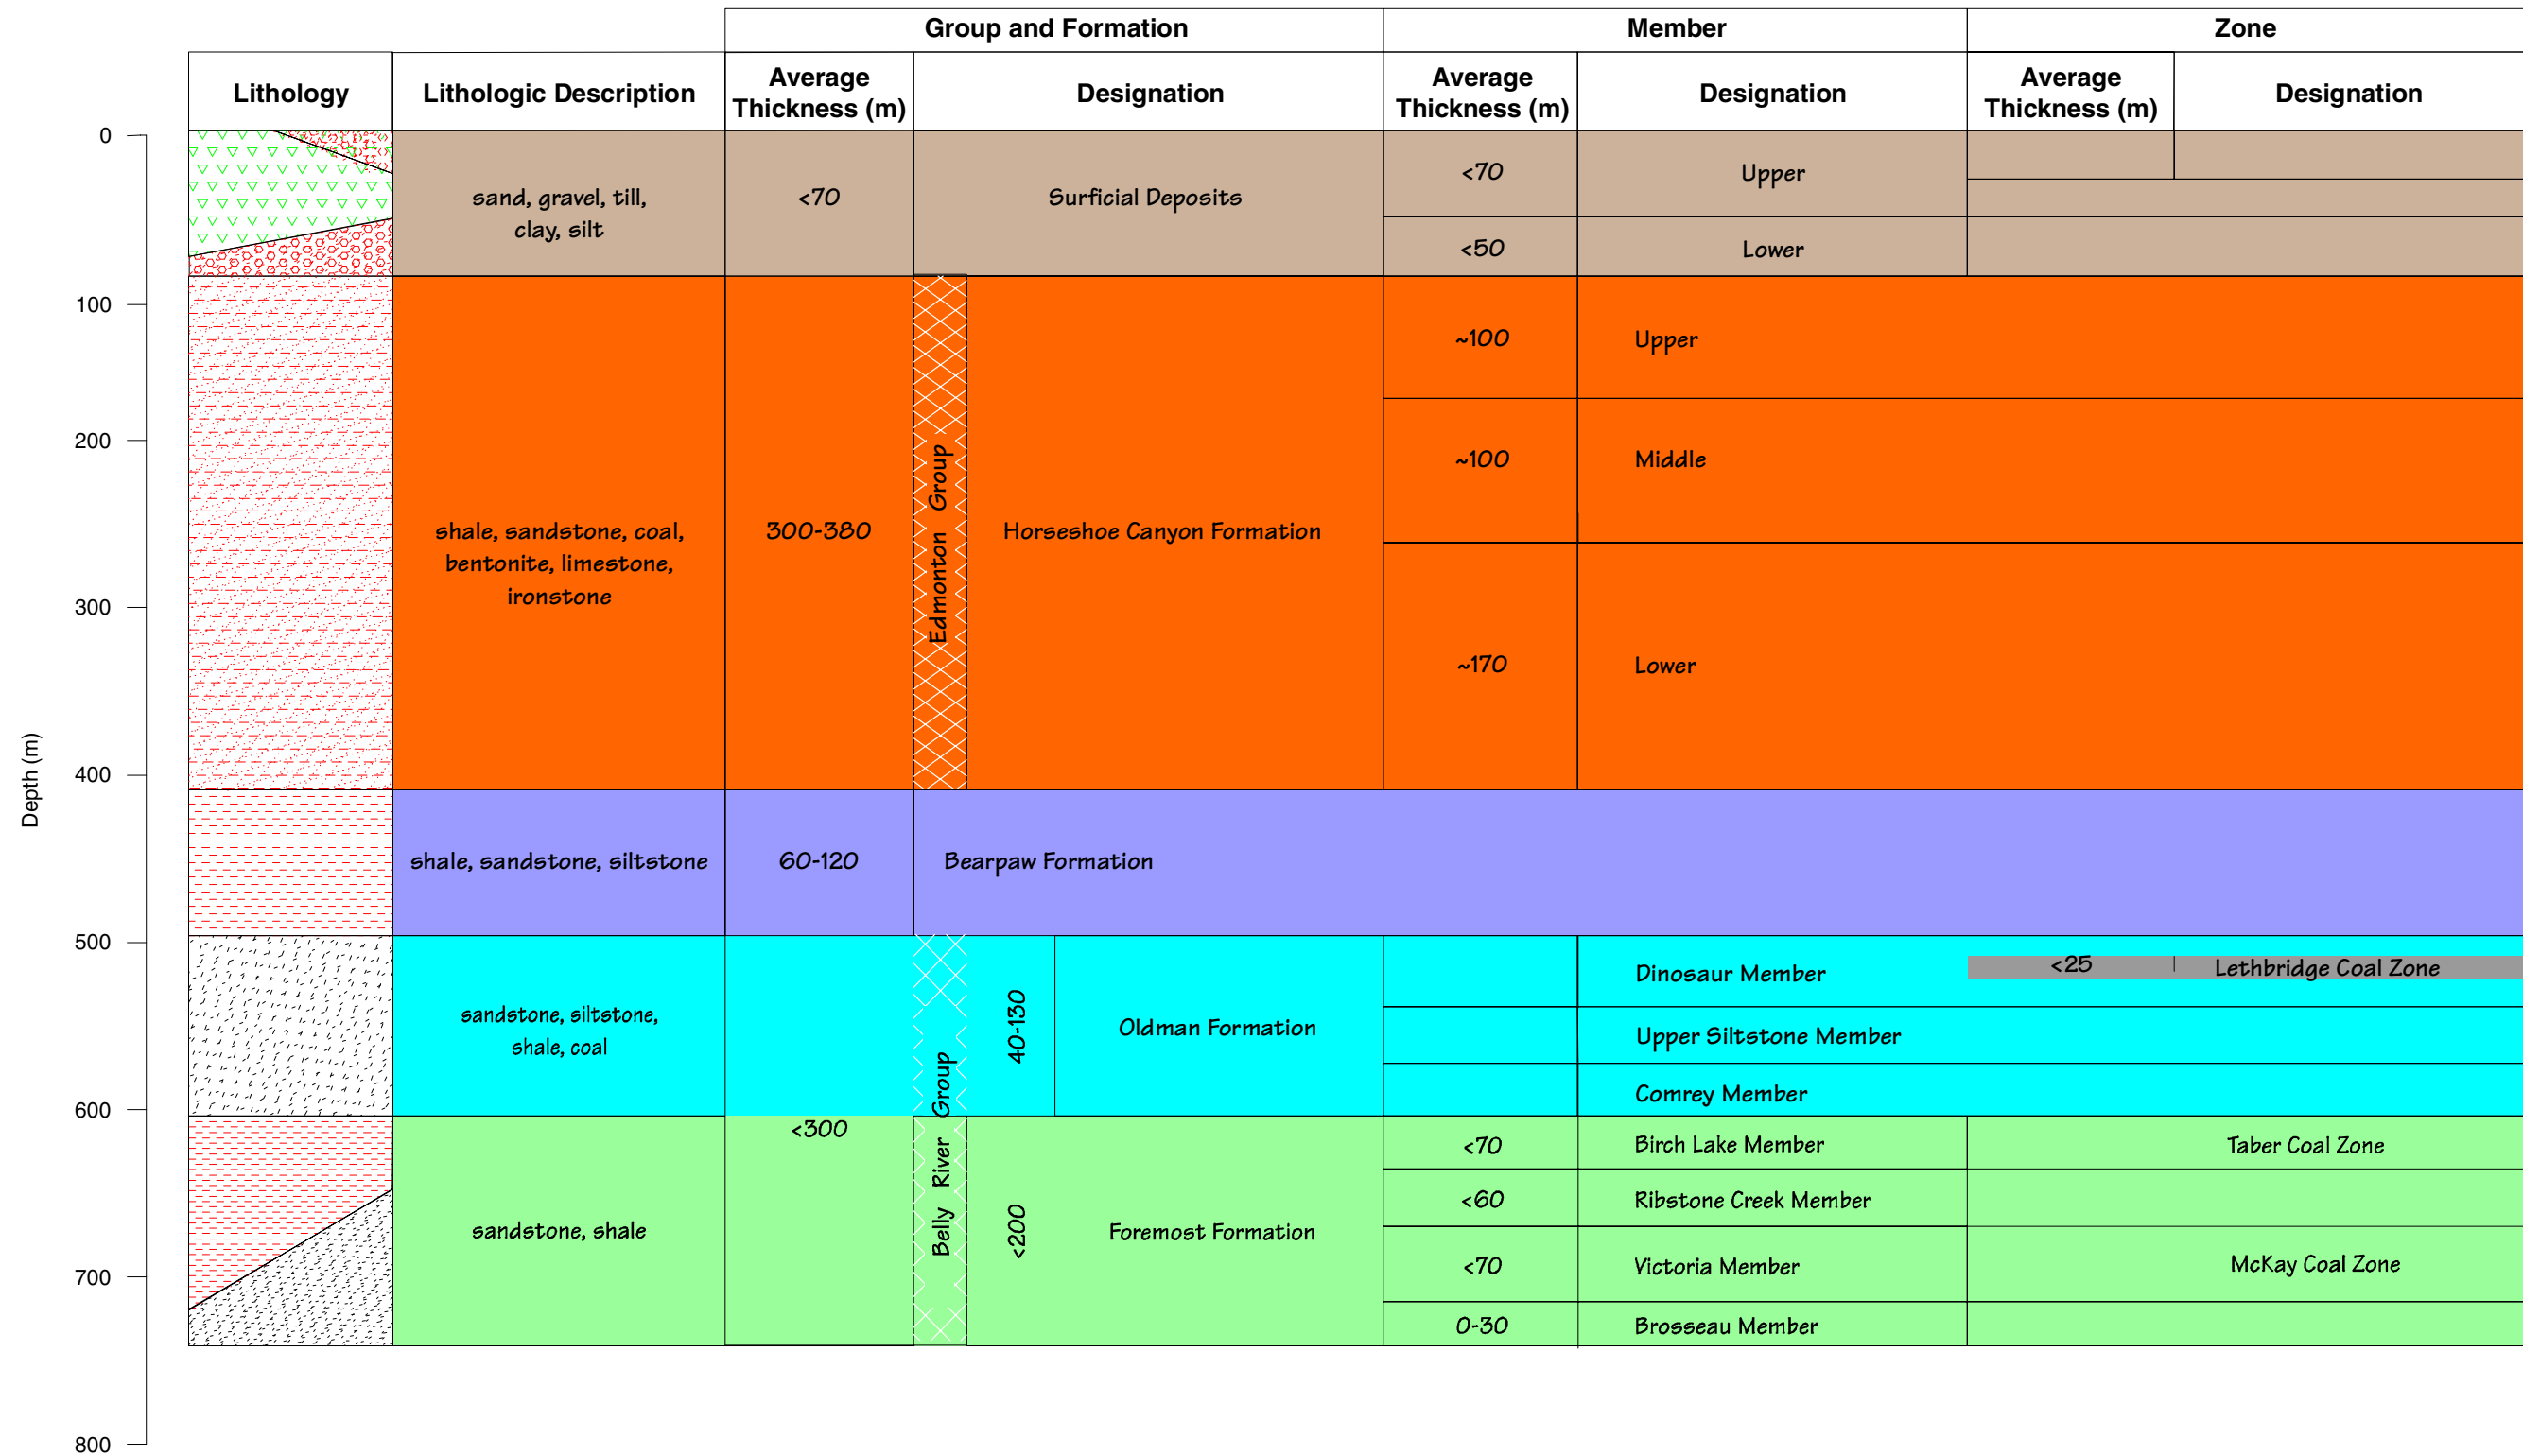 Group and Formation
Member
Zone
Lithology
Lithologic Description
Average
Thickness (m)
Designation
Average
Thickness (m)
Designation
Average
Thickness (m)
Designation
Depth (m)
0
100
200
300
400
500
600
700
800
sand, gravel, till,
clay, silt
<70
Surficial Deposits
<70
Upper
<50
Lower
shale, sandstone, coal,
bentonite, limestone,
ironstone
300-380
Edmonton Group
Horseshoe Canyon Formation
~100
Upper
~100
Middle
~170
Lower
shale, sandstone, siltstone
60-120
Bearpaw Formation
sandstone, siltstone,
shale, coal
<300
Belly River Group
40-130
Oldman Formation
Dinosaur Member
<25
Lethbridge Coal Zone
Upper Siltstone Member
Comrey Member
sandstone, shale
<200
Foremost Formation
<70
Birch Lake Member
Taber Coal Zone
<60
Ribstone Creek Member
<70
Victoria Member
McKay Coal Zone
0-30
Brosseau Member